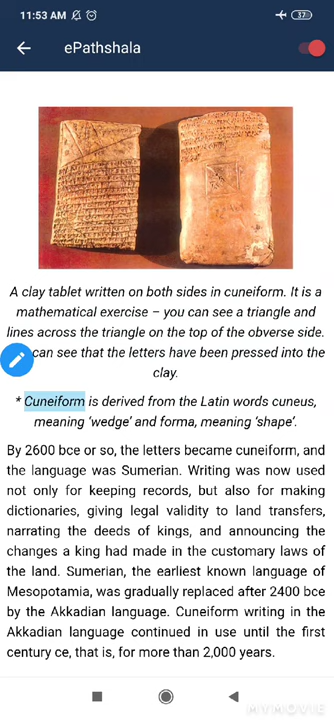 11:53 AM
37
ePathshala
A clay tablet written on both sides in cuneiform. It is a
mathematical exercise – you can see a triangle and
lines across the triangle on the top of the obverse side.
can see that the letters have been pressed into the
clay.
* Cuneiform is derived from the Latin words cuneus,
meaning ‘wedge’ and forma, meaning ‘shape’.
By 2600 bce or so, the letters became cuneiform, and
the language was Sumerian. Writing was now used
not only for keeping records, but also for making
dictionaries, giving legal validity to land transfers,
narrating the deeds of kings, and announcing the
changes a king had made in the customary laws of
the land. Sumerian, the earliest known language of
Mesopotamia, was gradually replaced after 2400 bce
by the Akkadian language. Cuneiform writing in the
Akkadian language continued in use until the first
century ce, that is, for more than 2,000 years.
MYMOVIE